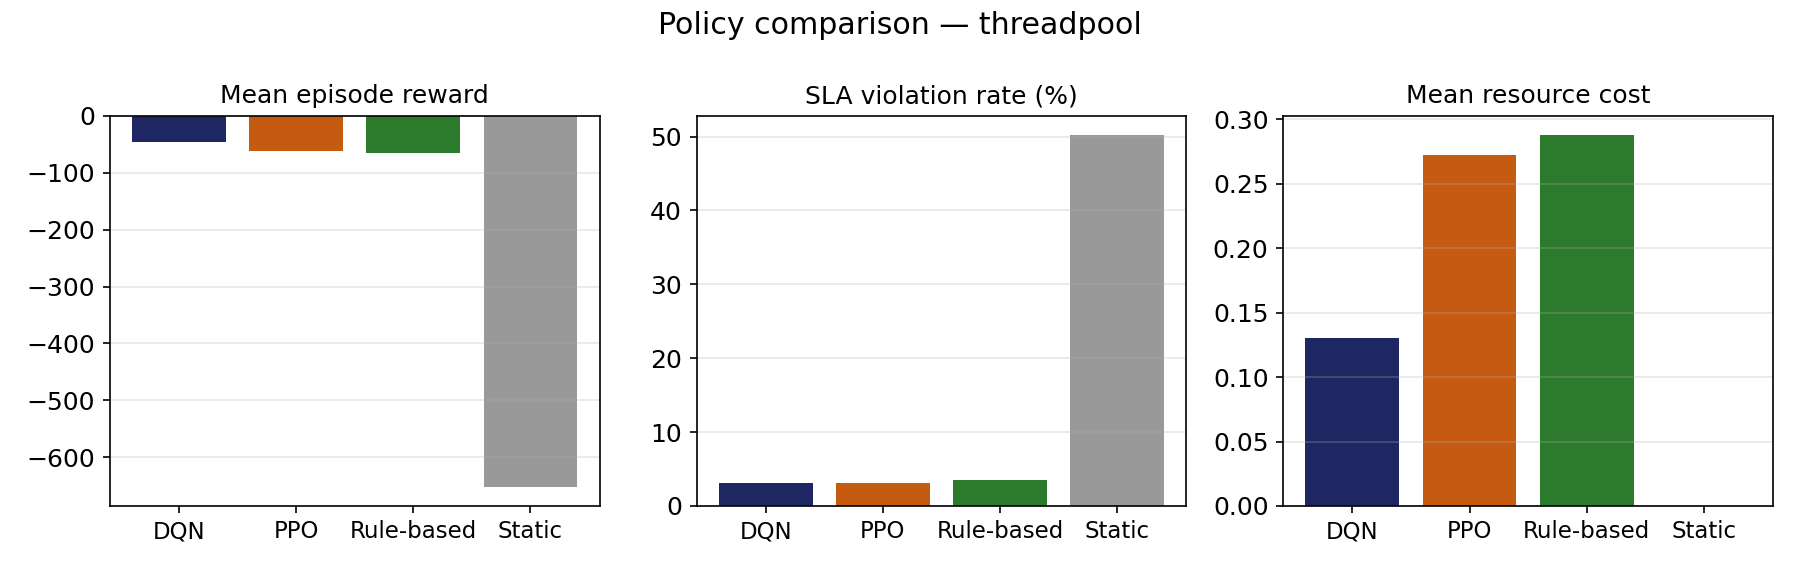 Policy comparison — threadpool
Mean episode reward
0
−100
−200
−300
−400
−500
−600
DQN PPO Rule-based Static
SLA violation rate (%)
50
40
30
20
10
0
DQN PPO Rule-based Static
Mean resource cost
0.30
0.25
0.20
0.15
0.10
0.05
0.00
DQN PPO Rule-based Static